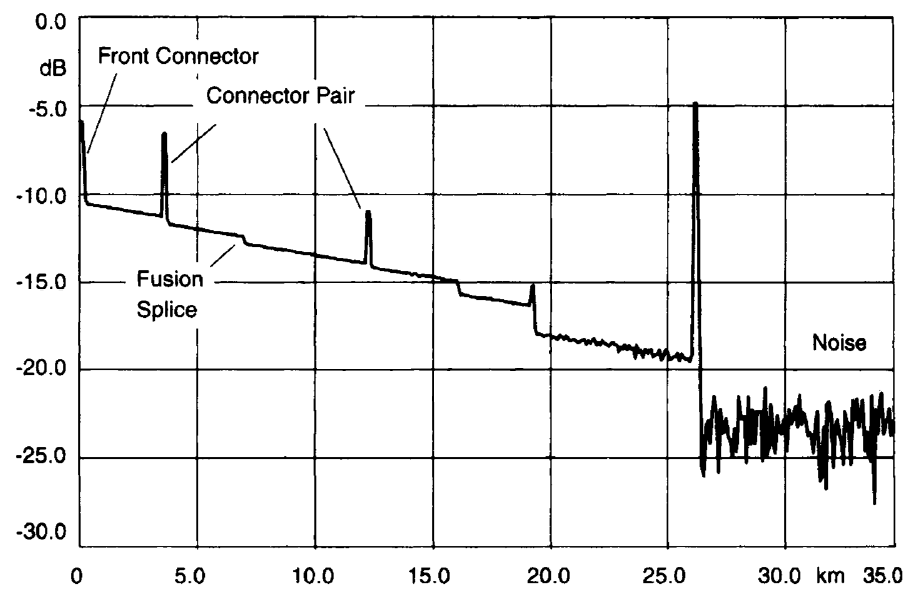 0.0
dB
-5.0
-10.0
-15.0
-20.0
-25.0
-30.0
Front Connector
Connector Pair
Fusion
Splice
Noise
0 5.0 10.0 15.0 20.0 25.0 30.0 km 35.0